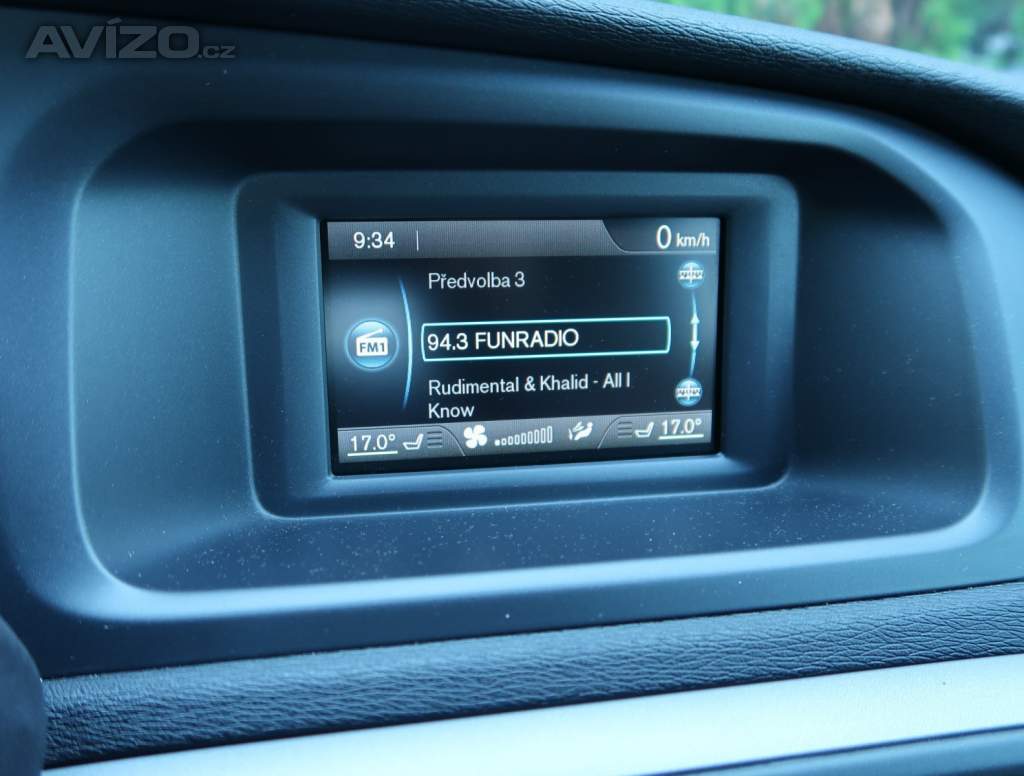 AVÍZO.cz
9:34
0 km/h
Předvolba 3
FM1
94.3 FUNRADIO
Rudimental & Khalid - All I
Know
17.0°
17.0°